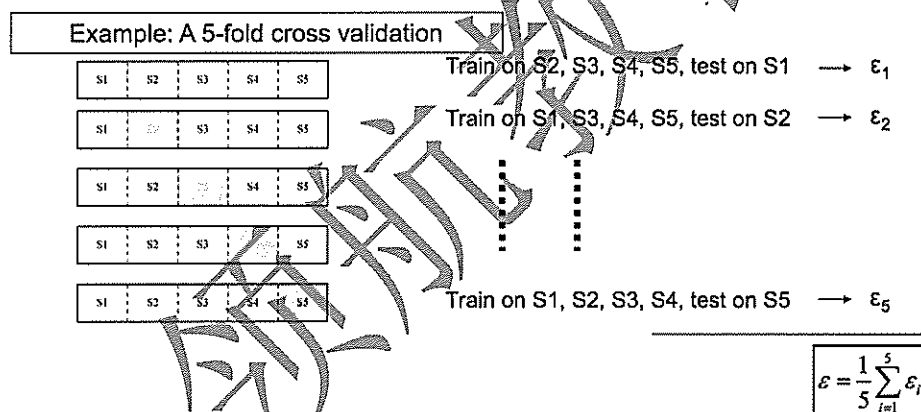 Example: A 5-fold cross validation
S1 S2 S3 S4 S5 Train on S2, S3, S4, S5, test on S1 → ε₁
S1 S2 S3 S4 S5 Train on S1, S3, S4, S5, test on S2 → ε₂
S1 S2 S4 S5
S1 S2 S3 S5
S1 S2 S3 S4 S5 Train on S1, S2, S3, S4, test on S5 → ε₅
ε = 1/5 ∑ᵢ₌₁⁵ εᵢ